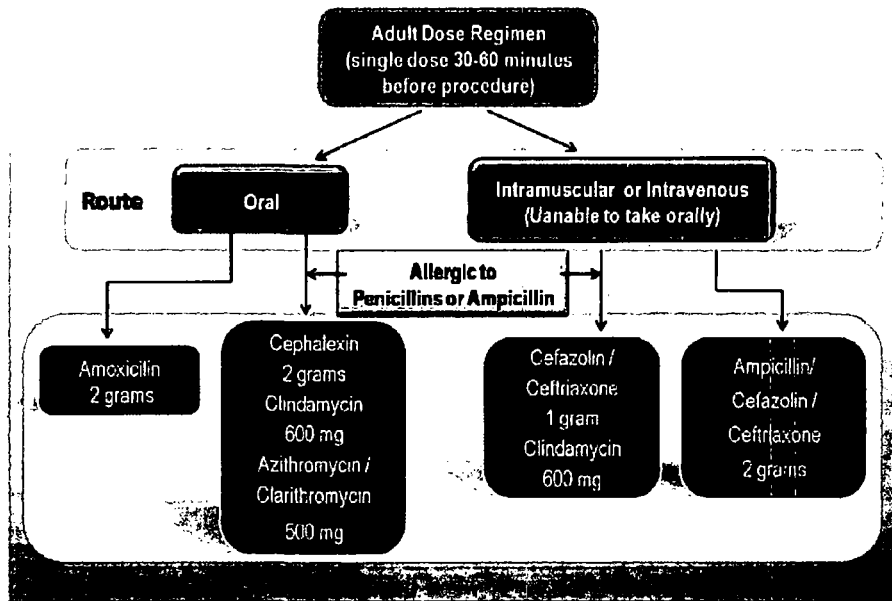 Adult Dose Regimen
(single dose 30-60 minutes
before procedure)
Route
Oral
Intramuscular or Intravenous
(Uanable to take orally)
Allergic to
Penicillins or Ampicillin
Amoxicilin
2 grams
Cephalexin
2 grams
Clindamycin
600 mg
Azithromycin /
Clarithromycin
500 mg
Cefazolin /
Ceftriaxone
1 gram
Clindamycin
600 mg
Ampicillin/
Cefazolin /
Ceftriaxone
2 grams